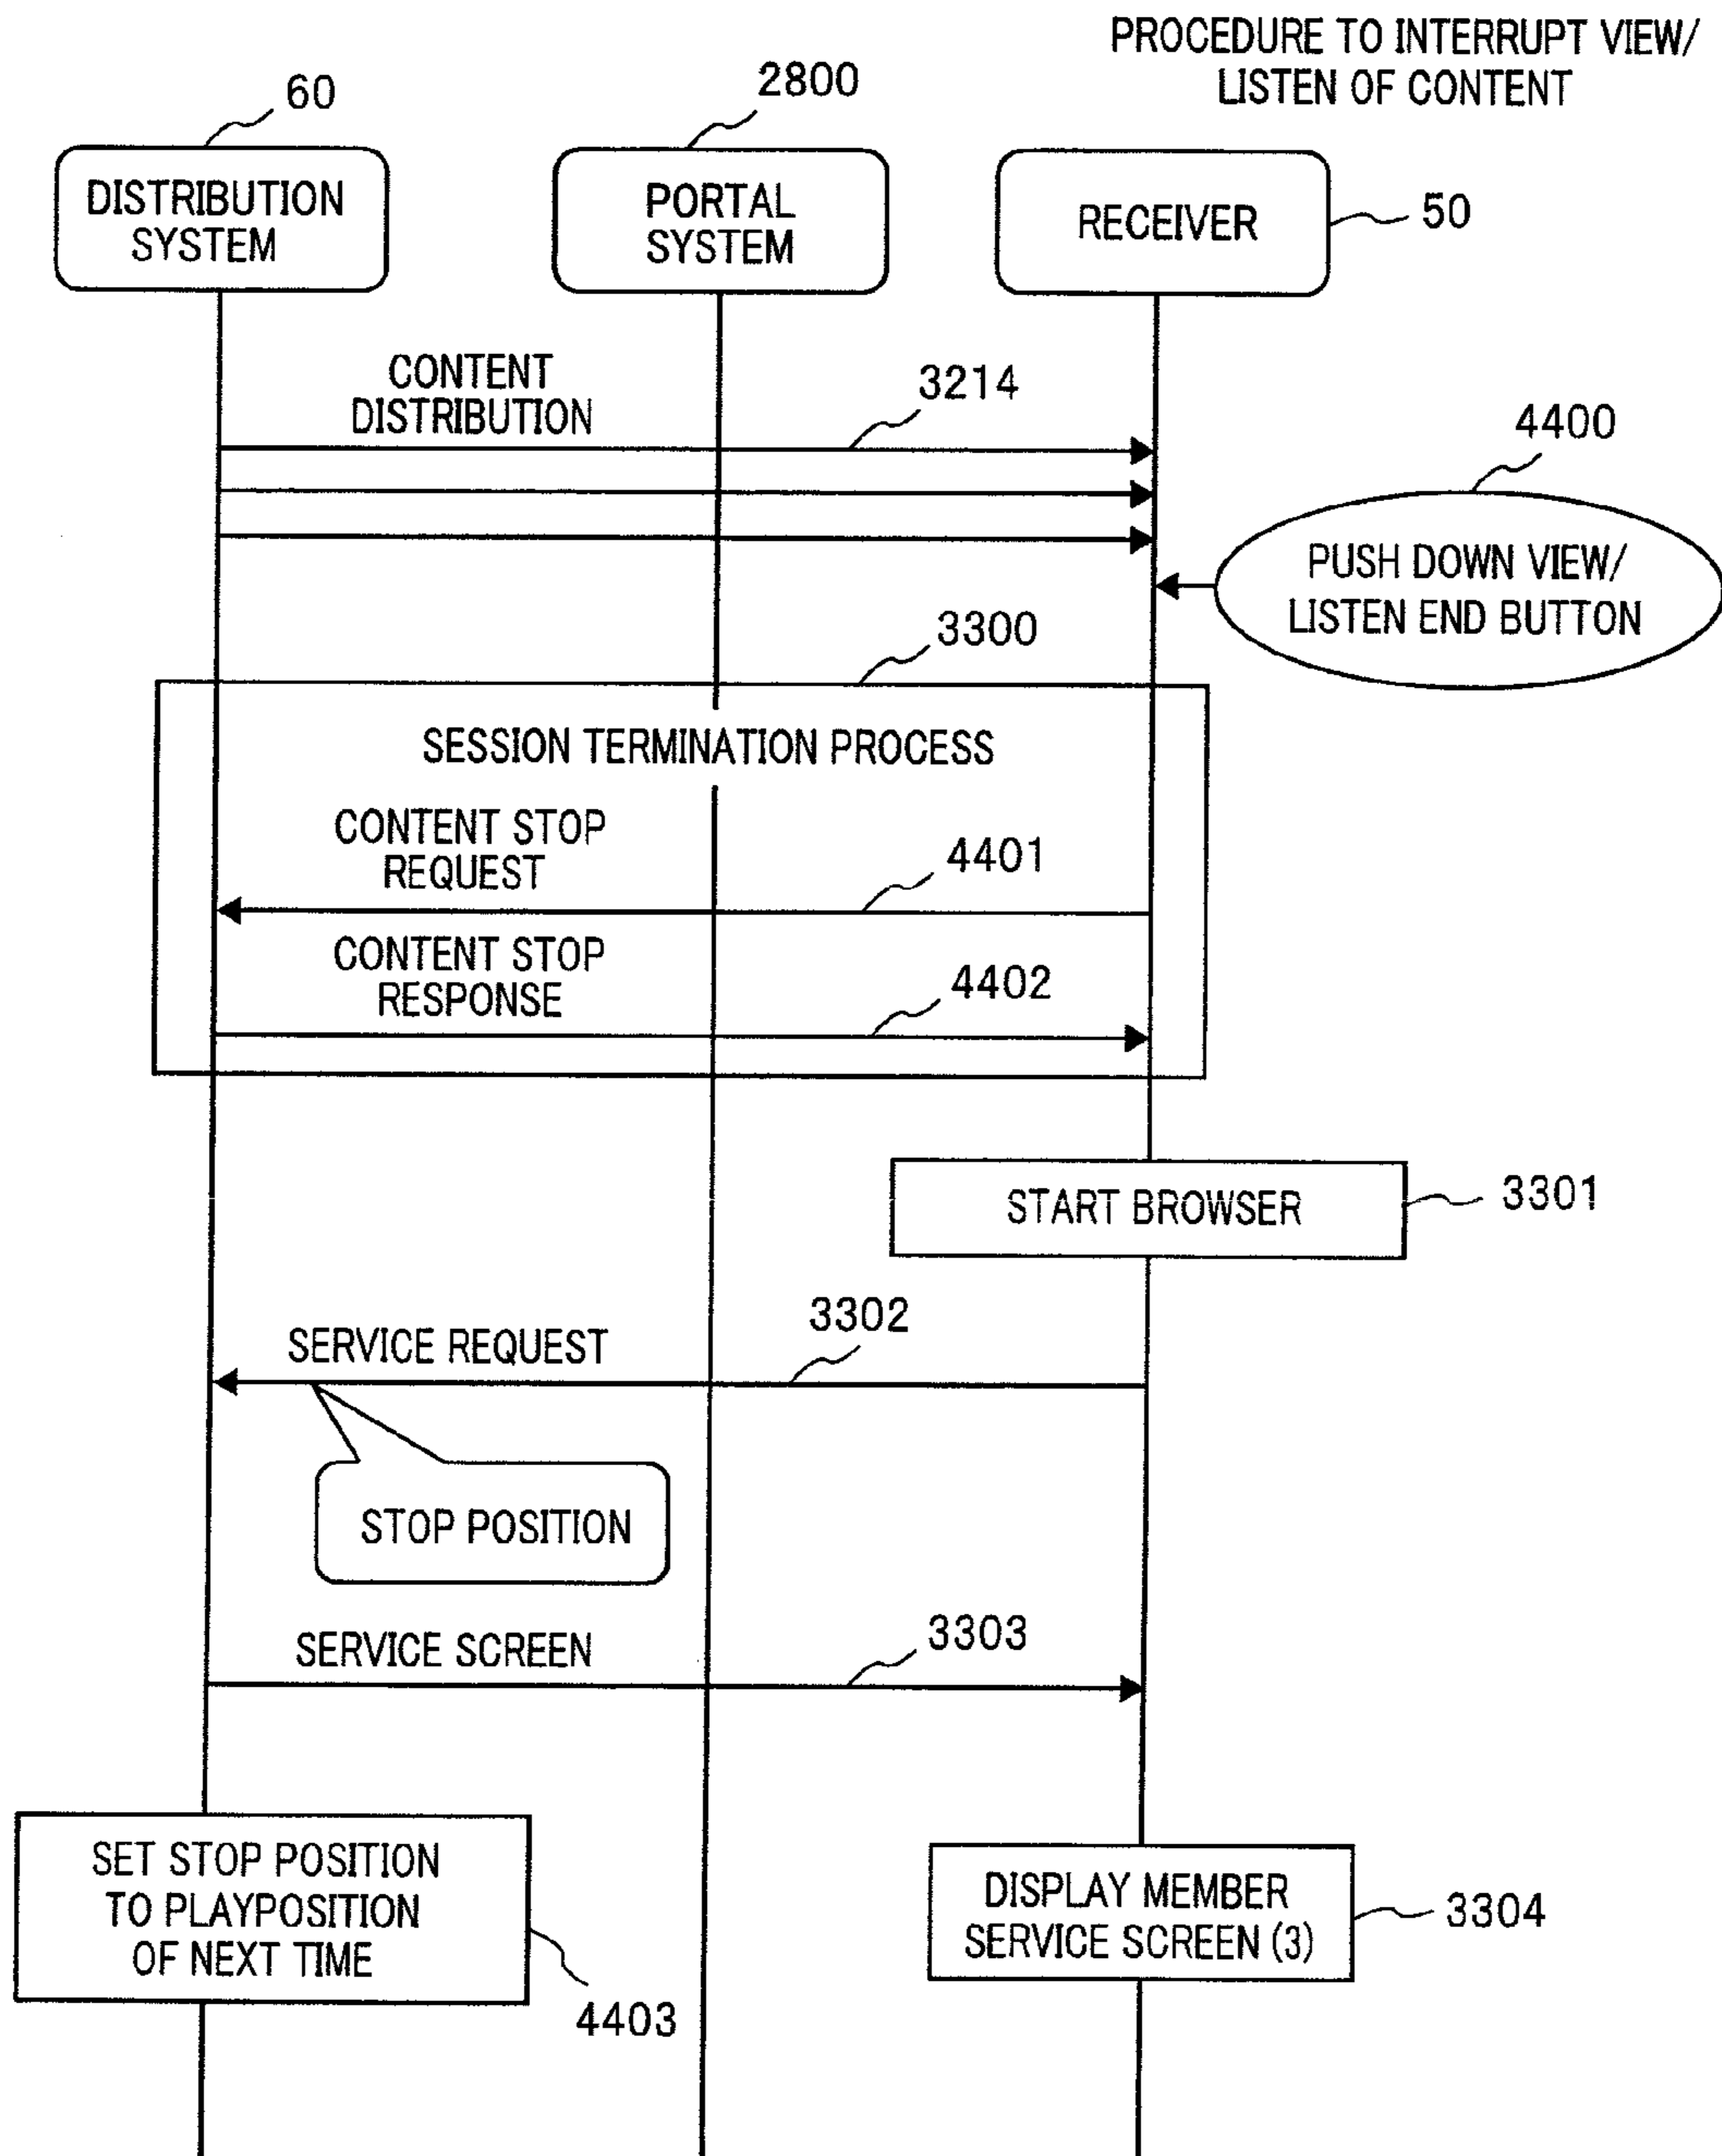 PROCEDURE TO INTERRUPT VIEW/
LISTEN OF CONTENT
60
2800
DISTRIBUTION
SYSTEM
PORTAL
SYSTEM
RECEIVER
50
CONTENT
DISTRIBUTION
3214
4400
PUSH DOWN VIEW/
LISTEN END BUTTON
3300
SESSION TERMINATION PROCESS
CONTENT STOP
REQUEST
4401
CONTENT STOP
RESPONSE
4402
START BROWSER
3301
SERVICE REQUEST
3302
STOP POSITION
SERVICE SCREEN
3303
SET STOP POSITION
TO PLAYPOSITION
OF NEXT TIME
4403
DISPLAY MEMBER
SERVICE SCREEN (3)
3304